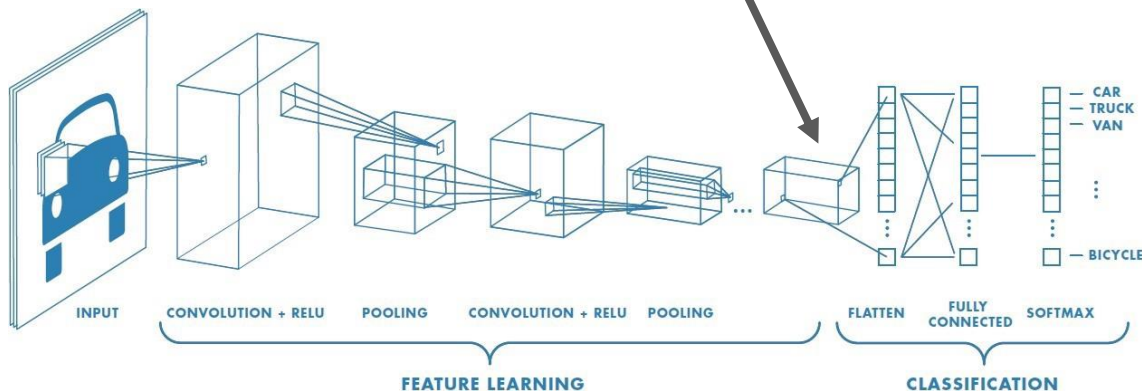 CAR
TRUCK
VAN
BICYCLE
INPUT CONVOLUTION + RELU POOLING CONVOLUTION + RELU POOLING FLATTEN FULLY CONNECTED SOFTMAX
FEATURE LEARNING CLASSIFICATION